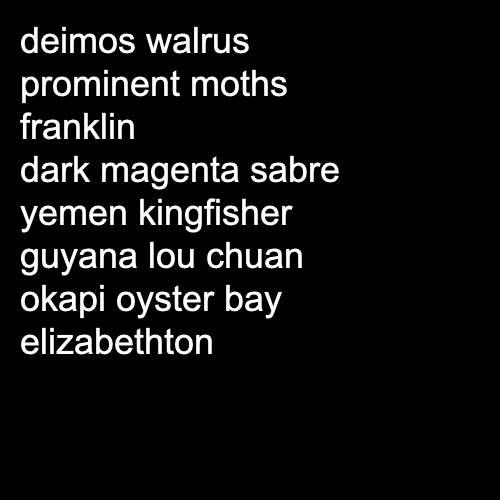 deimos walrus
prominent moths
franklin
dark magenta sabre
yemen kingfisher
guyana lou chuan
okapi oyster bay
elizabethton